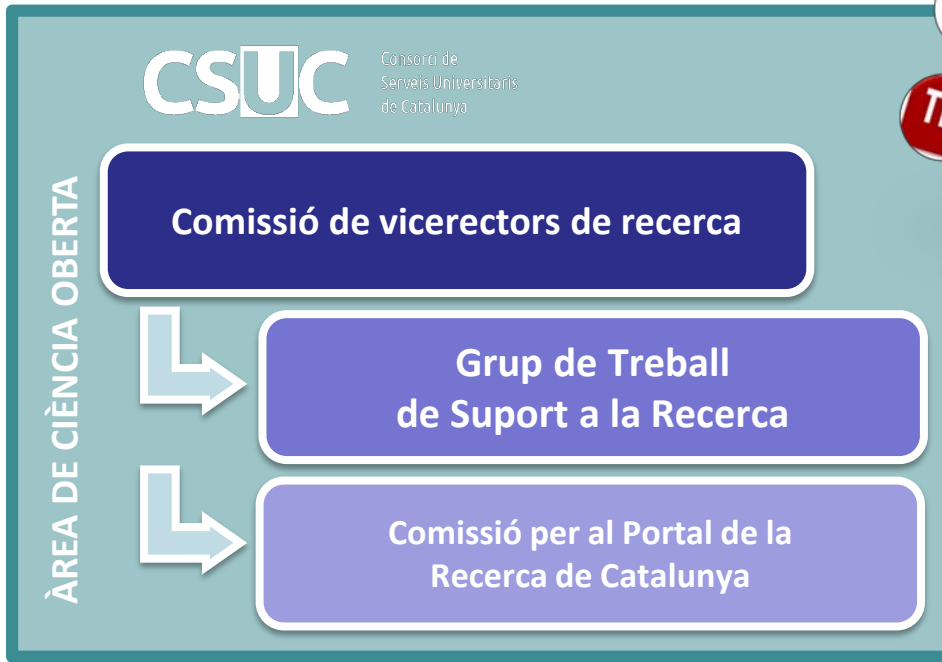 CSUC
Consorci de
Serveis Universitaris
de Catalunya
ÀREA DE CIÈNCIA OBERTA
Comissió de vicerectors de recerca
Grup de Treball
de Suport a la Recerca
Comissió per al Portal de la
Recerca de Catalunya